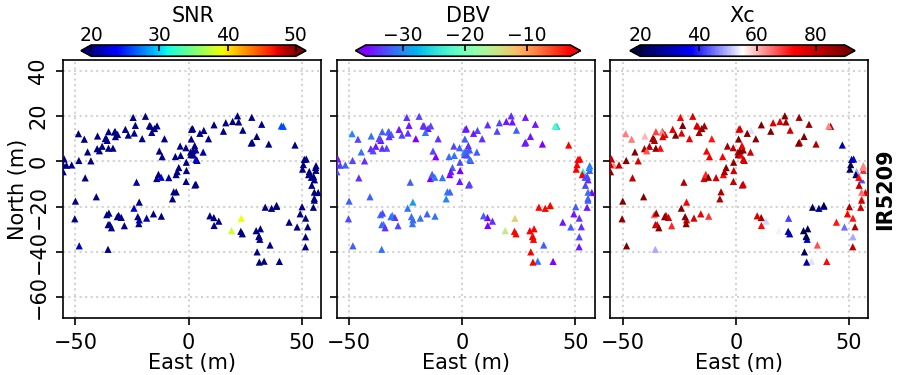 SNR DBV Xc
20 30 40 50 −30 −20 −10 20 40 60 80
40
20
0
−20
−40
−60
North (m)
−50 0 50 −50 0 50 −50 0 50
East (m) East (m) East (m)
IR5209